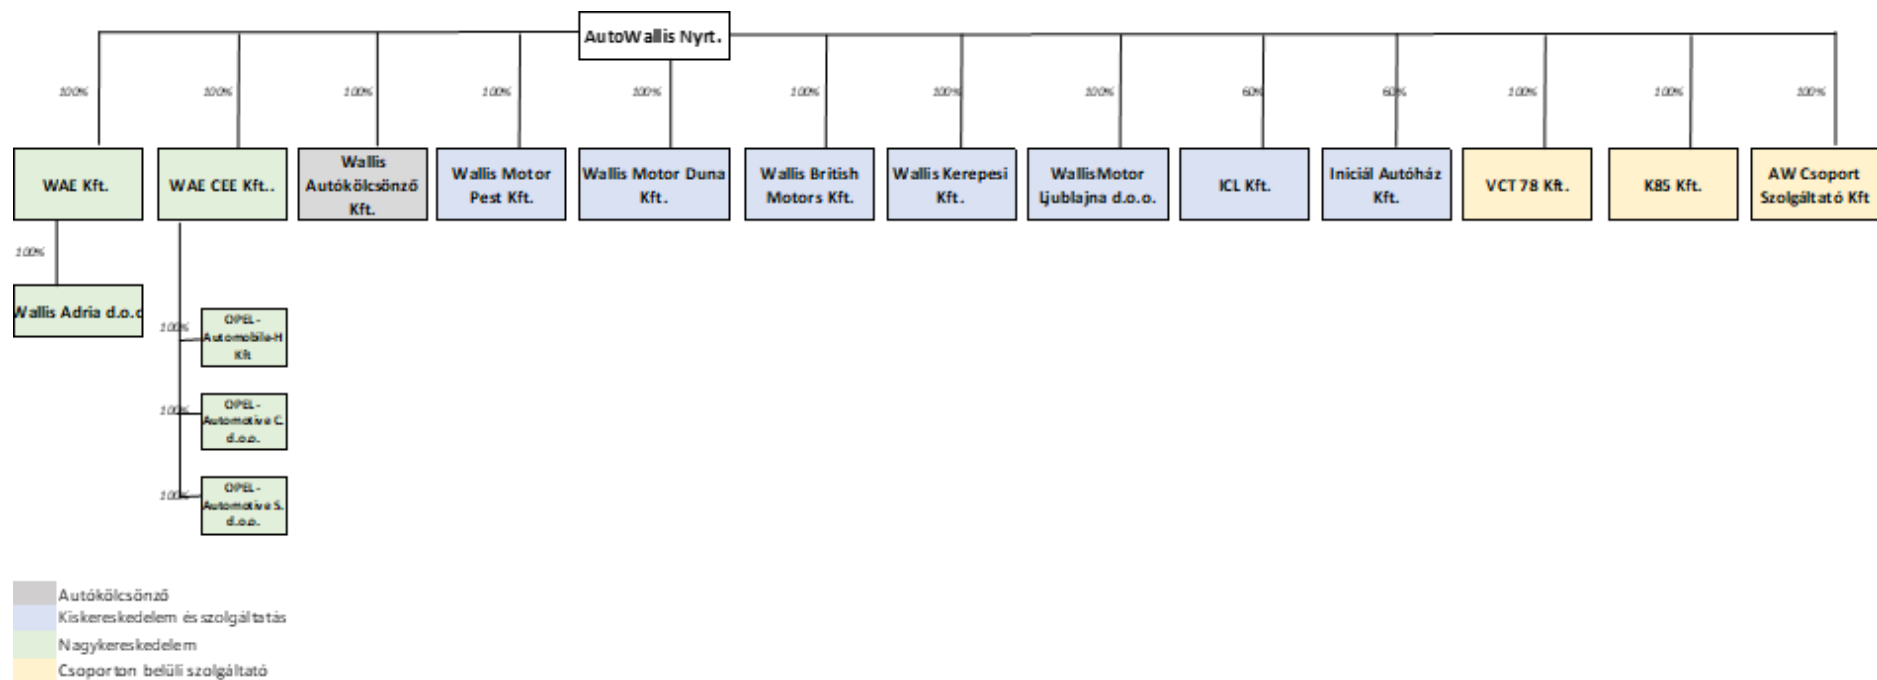 AutoWallis Nyrt.
100%
100%
100%
100%
100%
100%
100%
100%
60%
60%
100%
100%
100%
WAE Kft.
WAE CEE Kft..
Wallis
Autókölcsönző
Kft.
Wallis Motor
Pest Kft.
Wallis Motor Duna
Kft.
Wallis British
Motors Kft.
Wallis Kerepesi
Kft.
WallisMotor
Ljublajna d.o.o.
ICL Kft.
Iniciál Autóház
Kft.
VCT 78 Kft.
K85 Kft.
AW Csoport
Szolgáltató Kft
100%
Wallis Adria d.o.o
100%
OPEL-
Automobile-H
Kft
100%
OPEL-
Automotive C.
d.o.o.
100%
OPEL-
Automotive S.
d.o.o.
Autókölcsönző
Kiskereskedelem és szolgáltatás
Nagykereskedelem
Csoporton belüli szolgáltató